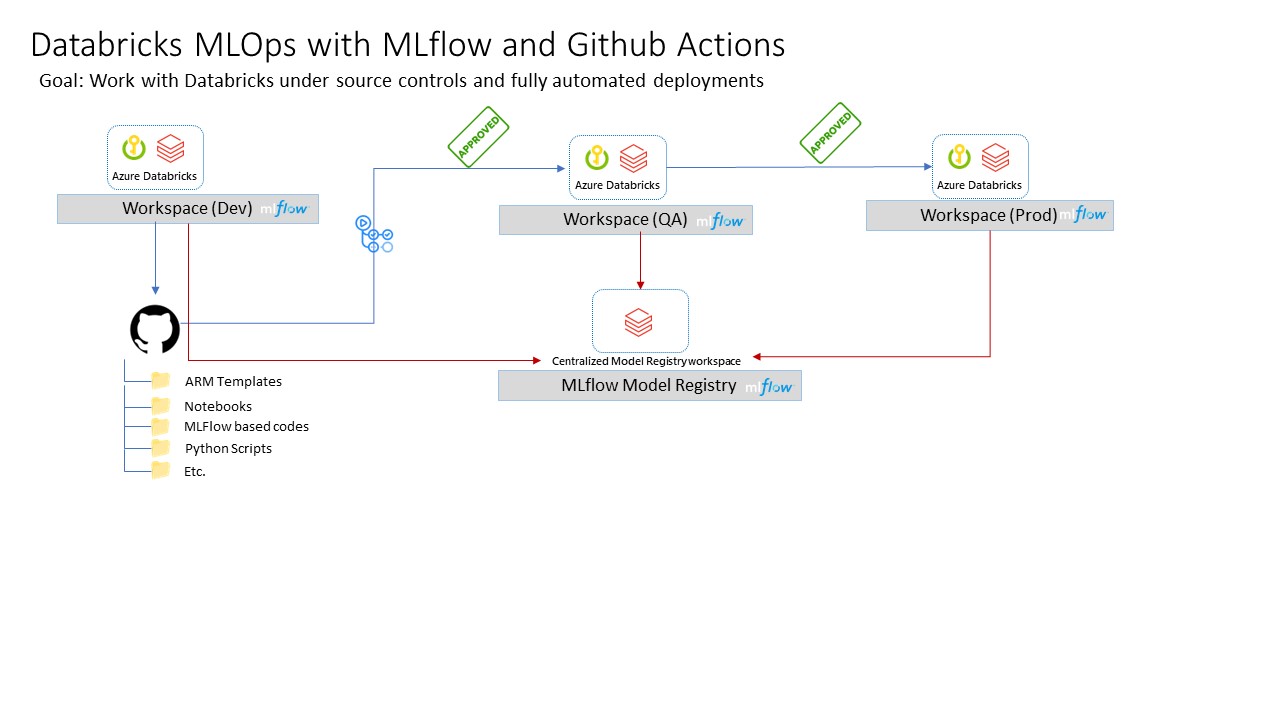 Databricks MLOps with MLflow and Github Actions
Goal: Work with Databricks under source controls and fully automated deployments
APPROVED
APPROVED
Azure Databricks
Azure Databricks
Azure Databricks
Workspace (Dev) mlflow
Workspace (QA) mlflow
Workspace (Prod) mlflow
Centralized Model Registry workspace
MLflow Model Registry mlflow
ARM Templates
Notebooks
MLFlow based codes
Python Scripts
Etc.